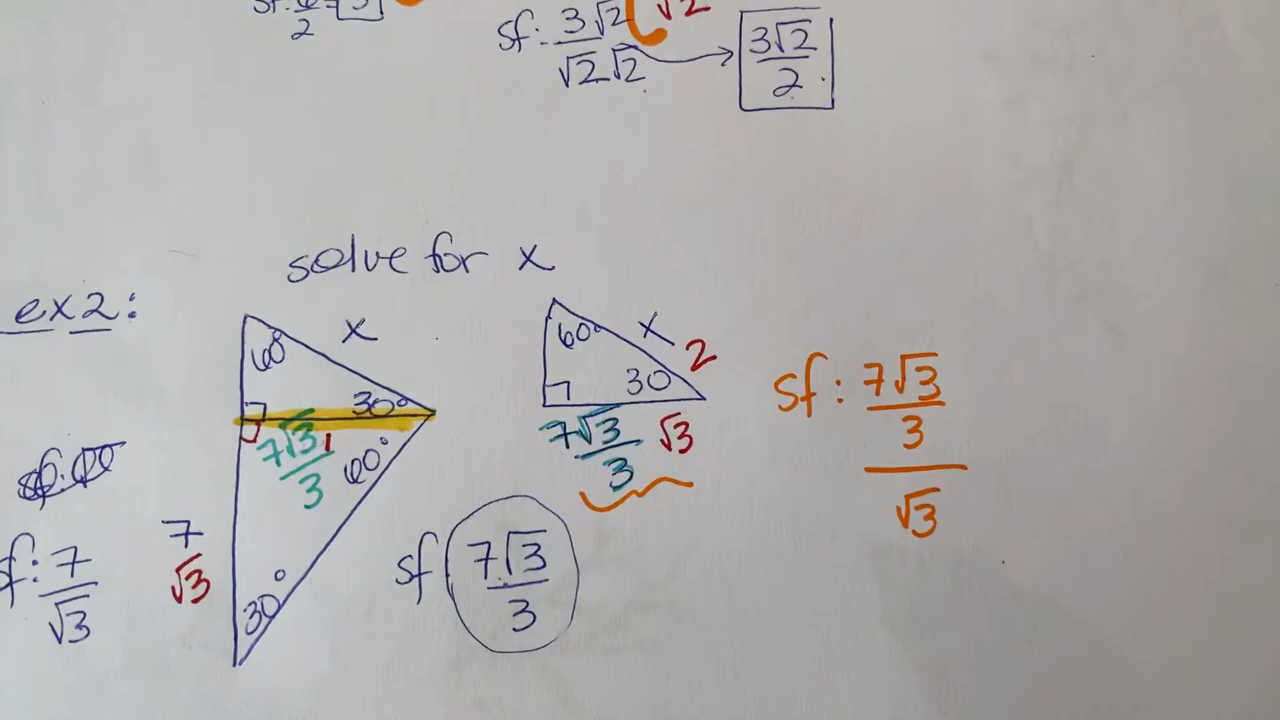 sf: 3√2 √2
√2√2
3√2
2
solve for x
ex2:
60° x
30°
7√3 1
3
60°
7
√3
30°
sf: 7
√3
60° x 2
30
7√3 √3
3
sf 7√3
3
sf: 7√3
3
√3